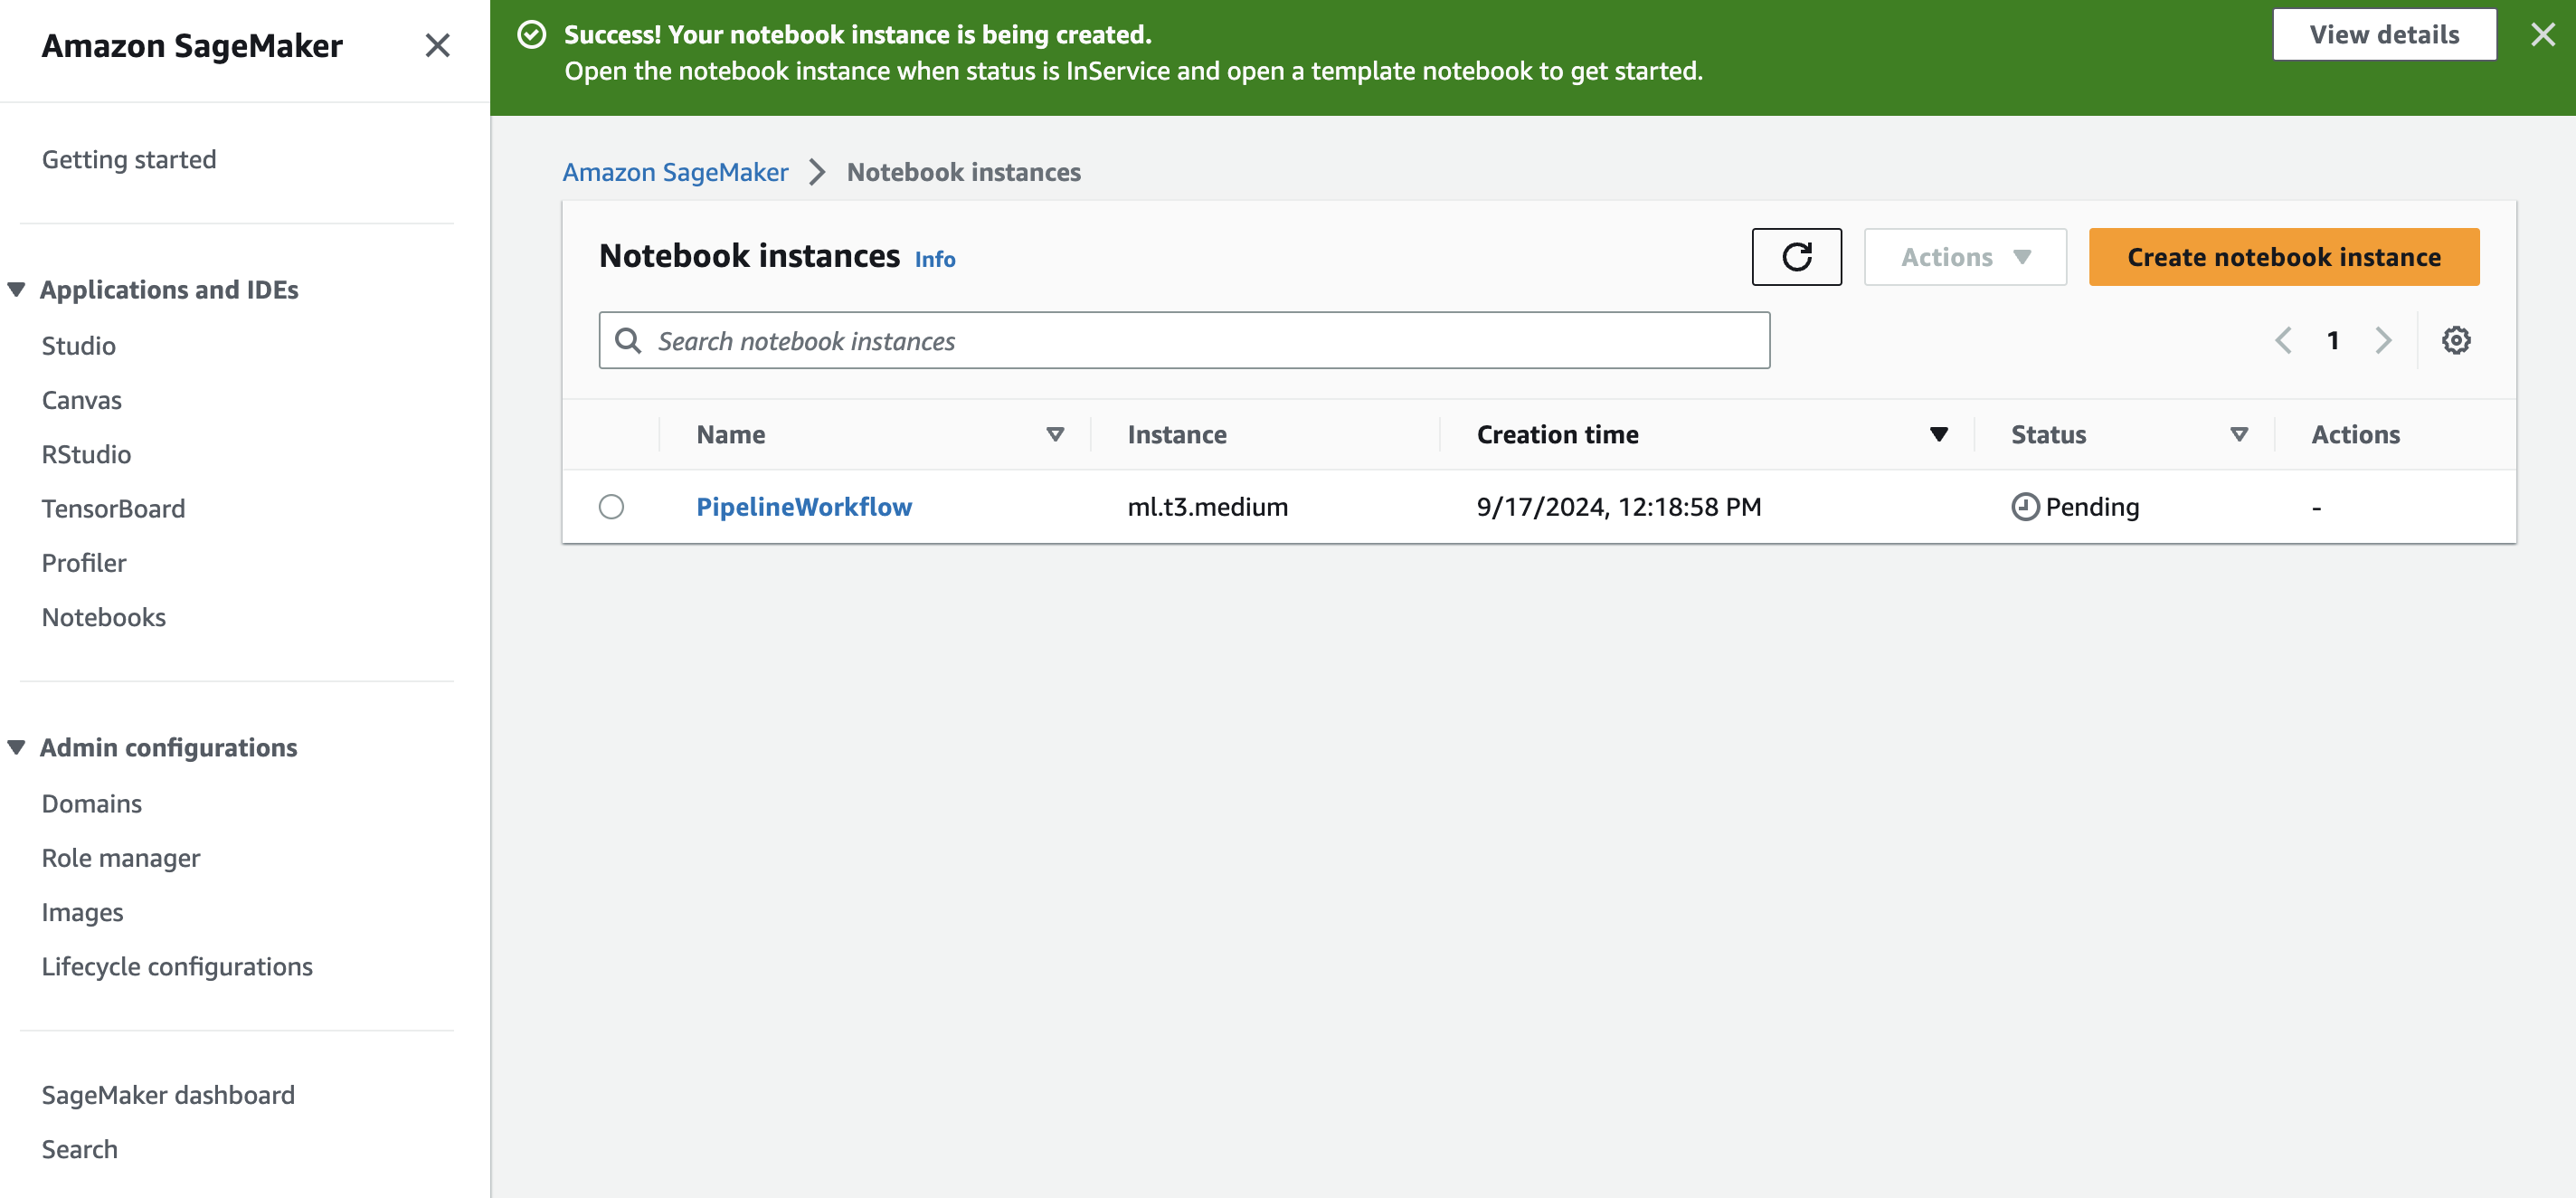 Amazon SageMaker
Getting started
Applications and IDEs
Studio
Canvas
RStudio
TensorBoard
Profiler
Notebooks
Admin configurations
Domains
Role manager
Images
Lifecycle configurations
SageMaker dashboard
Search
Success! Your notebook instance is being created.
Open the notebook instance when status is InService and open a template notebook to get started.
View details
Amazon SageMaker Notebook instances
Notebook instances Info
Actions
Create notebook instance
Search notebook instances
1
Name Instance Creation time Status Actions
PipelineWorkflow ml.t3.medium 9/17/2024, 12:18:58 PM Pending -